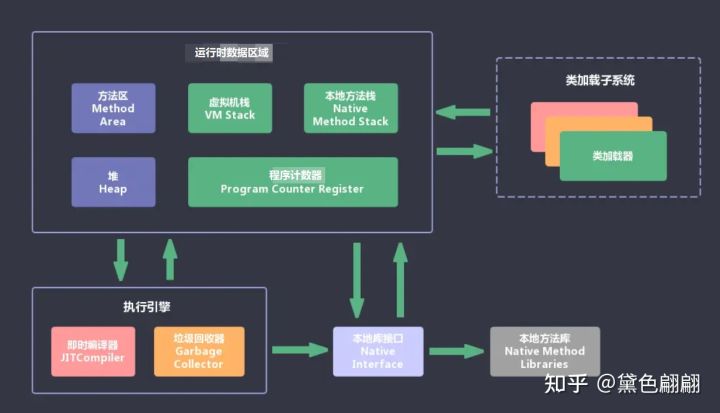 运行时数据区域
方法区
Method
Area
虚拟机栈
VM Stack
本地方法栈
Native
Method Stack
堆
Heap
程序计数器
Program Counter Register
类加载子系统
类加载器
执行引擎
即时编译器
JITCompiler
垃圾回收器
Garbage
Collector
本地库接口
Native
Interface
本地方法库
Native Method
Libraries
知乎 @黛色翩翩